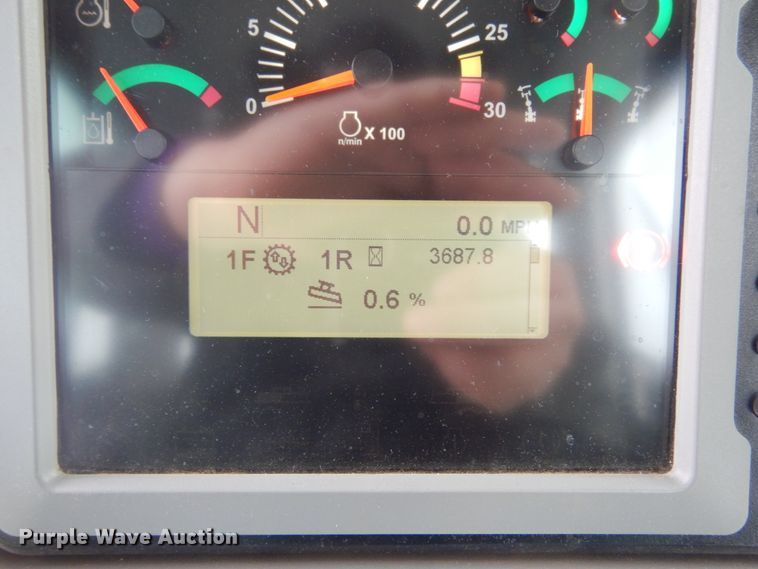 5
25
0
30
X 100
n/min
N
0.0 MPH
1F 1R 3687.8
0.6 %
Purple Wave Auction